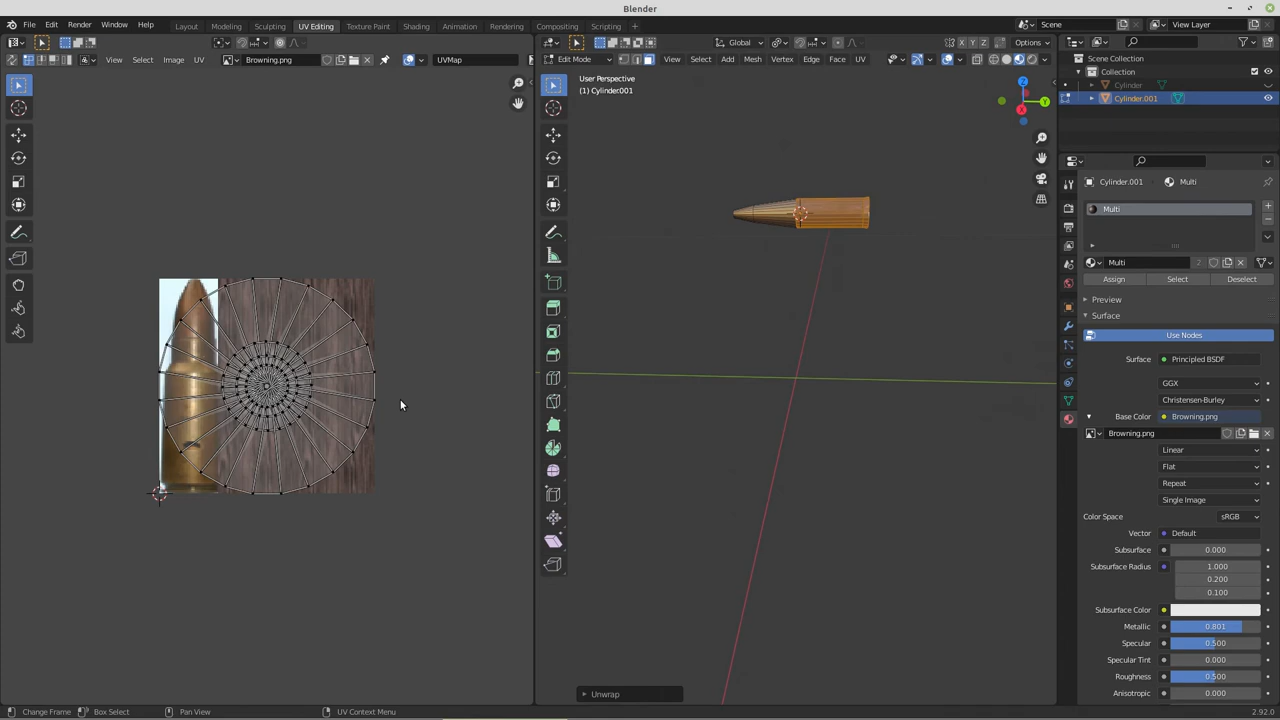 Blender
File Edit Render Window Help
Layout Modeling Sculpting UV Editing Texture Paint Shading Animation Rendering Compositing Scripting
Scene
View Layer
Global
Options
View Select Image UV
Browning.png
UVMap
Edit Mode
View Select Add Mesh Vertex Edge Face UV
User Perspective
(1) Cylinder.001
Z
Y
X
X Y Z
Scene Collection
Collection
Cylinder
Cylinder.001
Cylinder.001 Multi
Multi
Multi 2
Assign Select Deselect
Preview
Surface
Use Nodes
Surface Principled BSDF
GGX
Christensen-Burley
Base Color Browning.png
Browning.png
Linear
Flat
Repeat
Single Image
Color Space sRGB
Vector Default
Subsurface 0.000
Subsurface Radius 1.000
0.200
0.100
Subsurface Color
Metallic 0.801
Specular 0.500
Specular Tint 0.000
Roughness 0.500
Anisotropic 0.000
Unwrap
Change Frame Box Select Pan View UV Context Menu
2.92.0